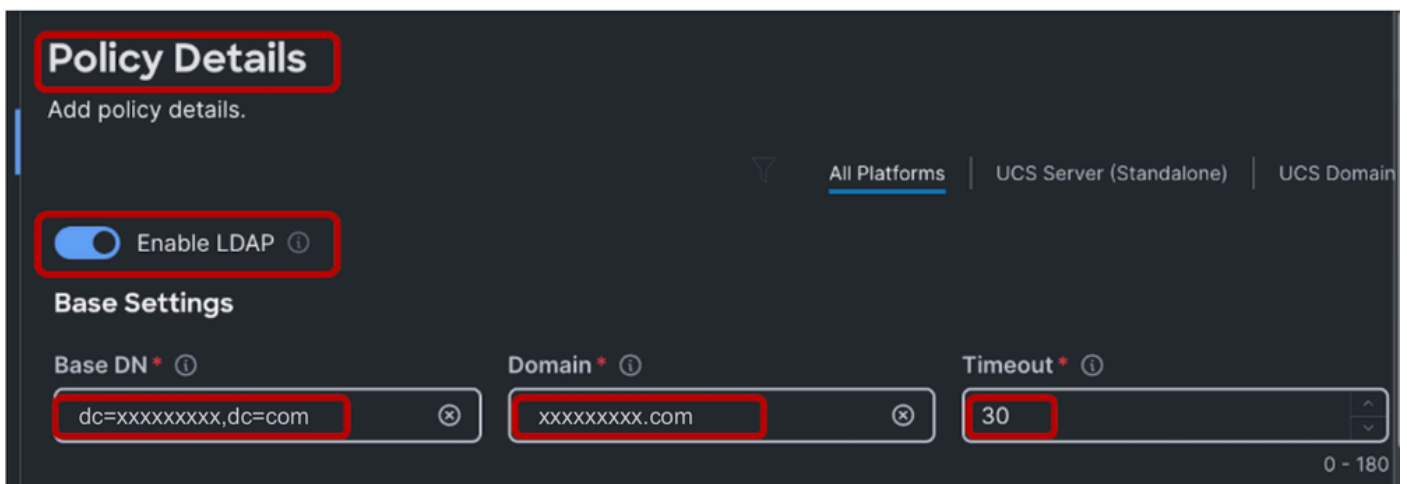 Policy Details
Add policy details.
All Platforms UCS Server (Standalone) UCS Domain
Enable LDAP
Base Settings
Base DN * Domain * Timeout *
dc=xxxxxxxxx,dc=com xxxxxxxxxx.com 30
0 - 180